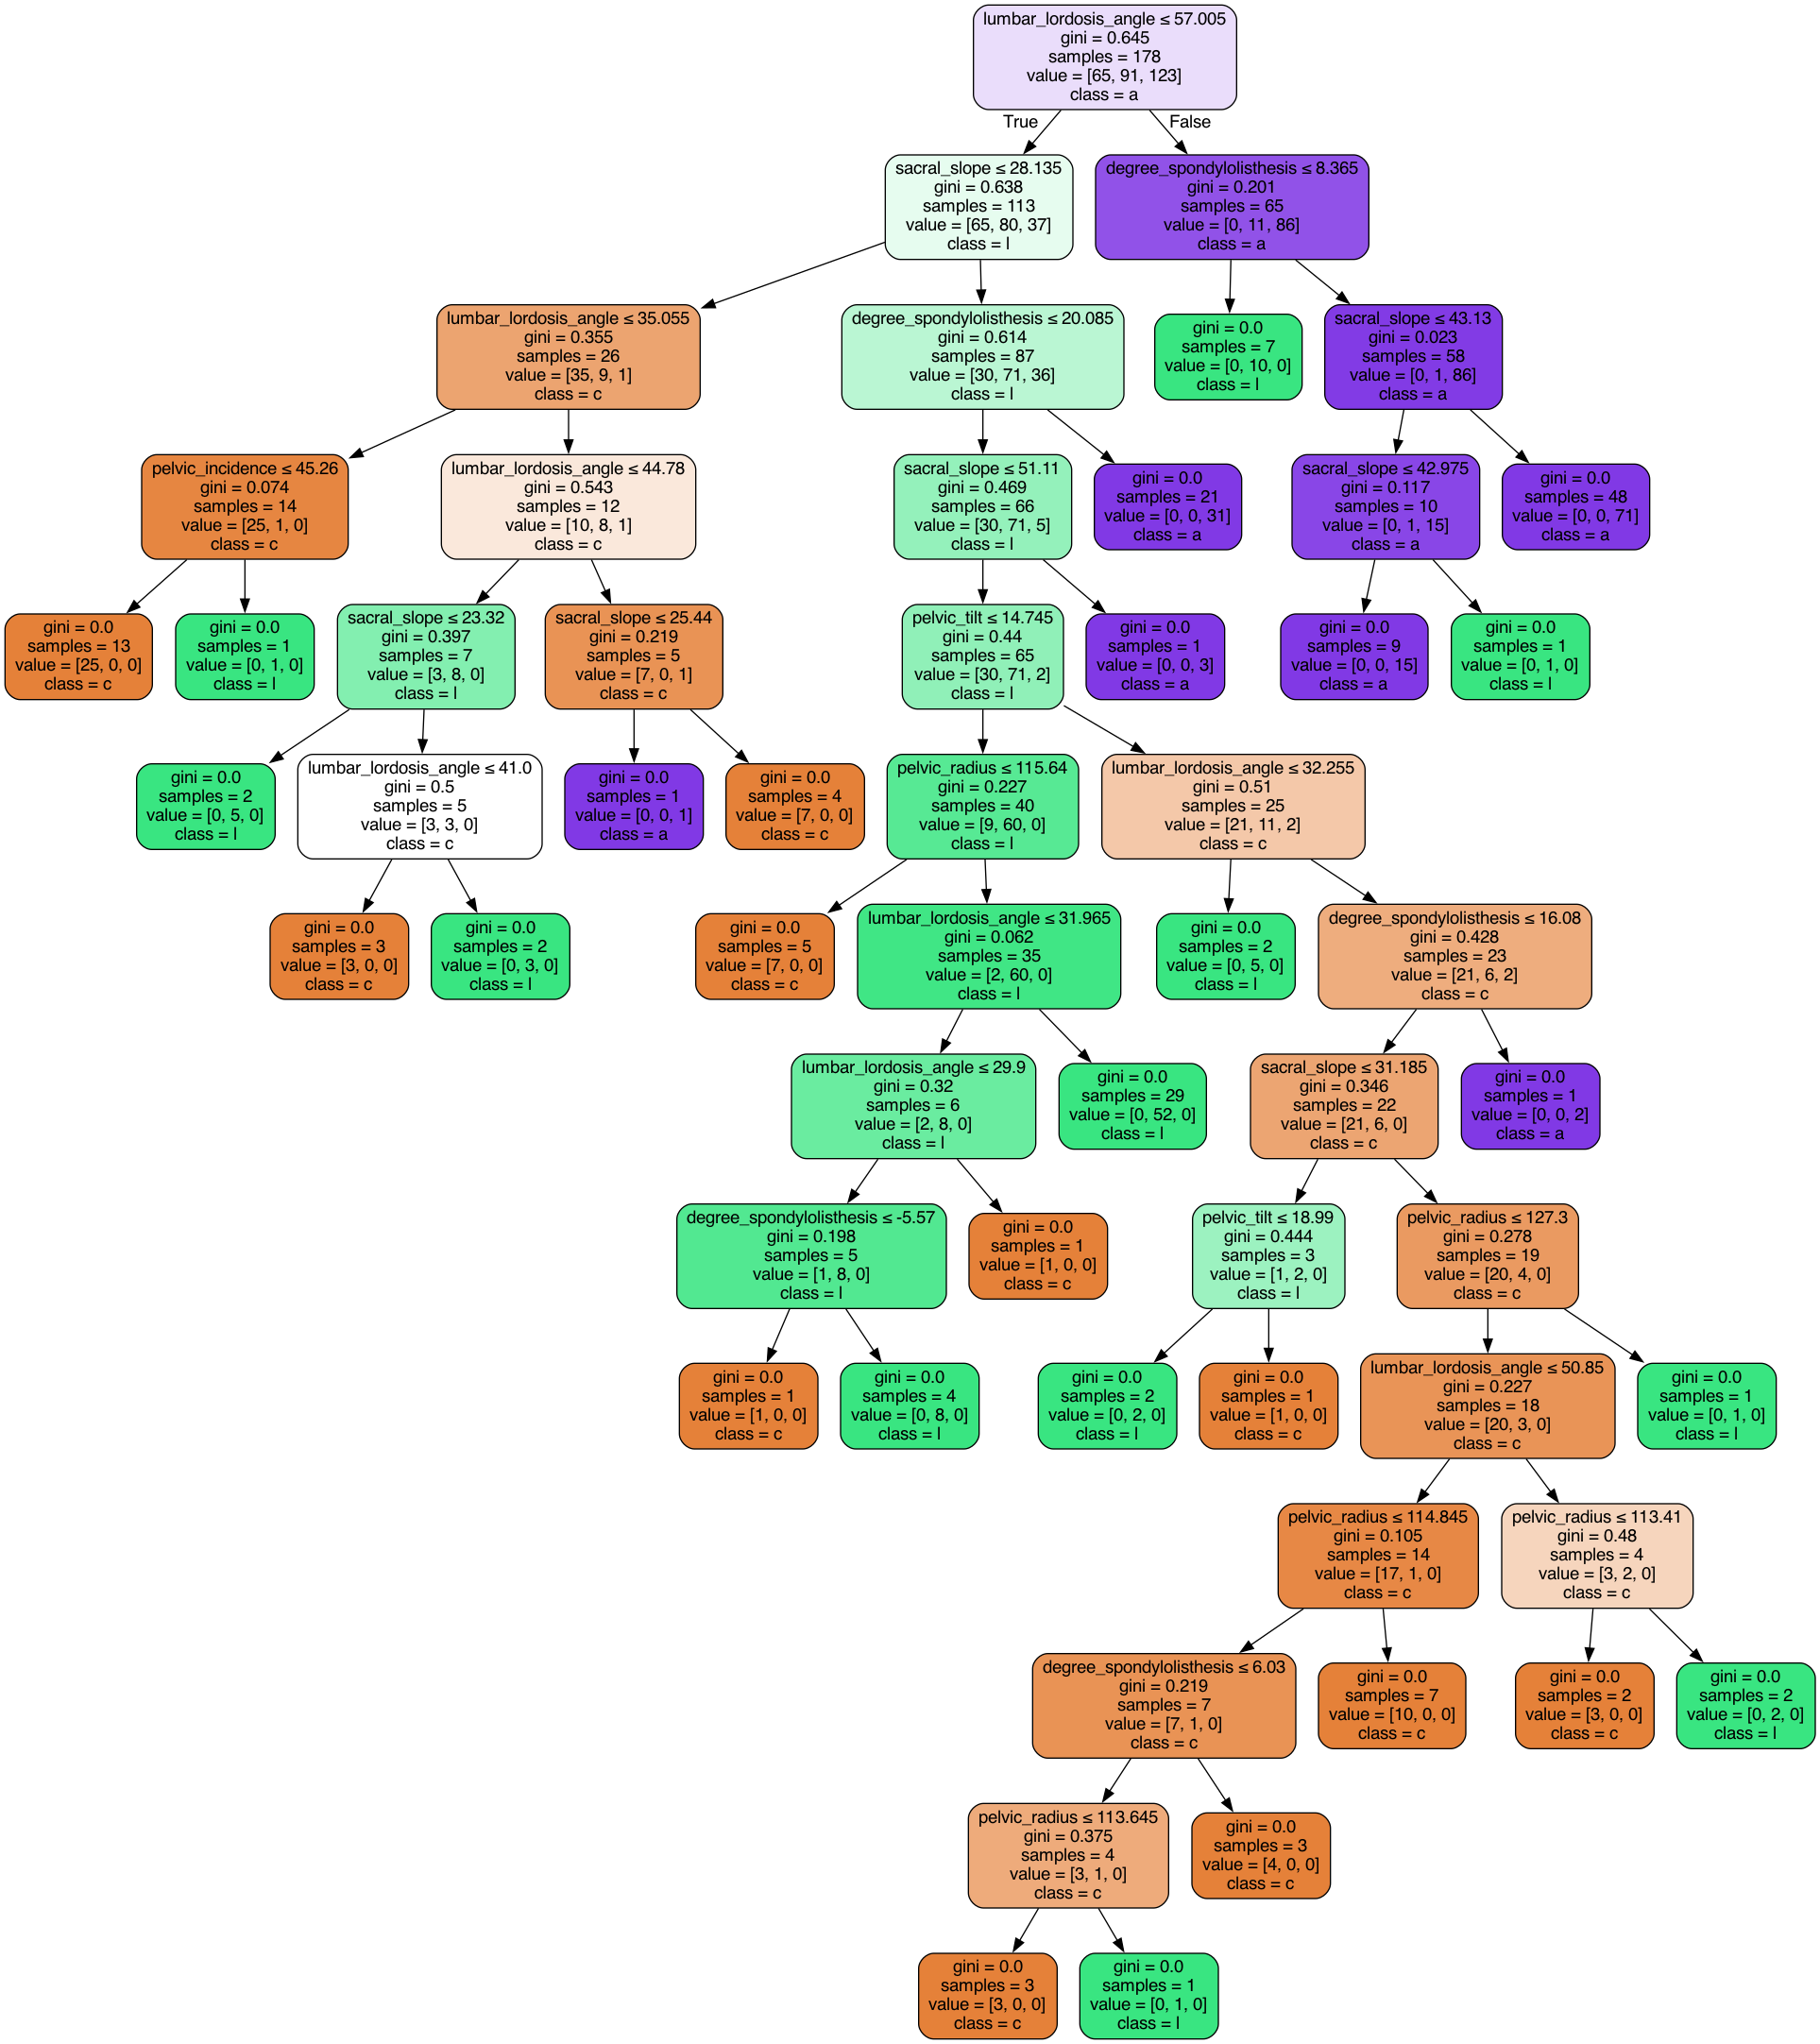 lumbar_lordosis_angle ≤ 57.005
gini = 0.645
samples = 178
value = [65, 91, 123]
class = a
True
False
sacral_slope ≤ 28.135
gini = 0.638
samples = 113
value = [65, 80, 37]
class = l
degree_spondylolisthesis ≤ 8.365
gini = 0.201
samples = 65
value = [0, 11, 86]
class = a
lumbar_lordosis_angle ≤ 35.055
gini = 0.355
samples = 26
value = [35, 9, 1]
class = c
degree_spondylolisthesis ≤ 20.085
gini = 0.614
samples = 87
value = [30, 71, 36]
class = l
gini = 0.0
samples = 7
value = [0, 10, 0]
class = l
sacral_slope ≤ 43.13
gini = 0.023
samples = 58
value = [0, 1, 86]
class = a
pelvic_incidence ≤ 45.26
gini = 0.074
samples = 14
value = [25, 1, 0]
class = c
lumbar_lordosis_angle ≤ 44.78
gini = 0.543
samples = 12
value = [10, 8, 1]
class = c
sacral_slope ≤ 51.11
gini = 0.469
samples = 66
value = [30, 71, 5]
class = l
gini = 0.0
samples = 21
value = [0, 0, 31]
class = a
sacral_slope ≤ 42.975
gini = 0.117
samples = 10
value = [0, 1, 15]
class = a
gini = 0.0
samples = 48
value = [0, 0, 71]
class = a
gini = 0.0
samples = 13
value = [25, 0, 0]
class = c
gini = 0.0
samples = 1
value = [0, 1, 0]
class = l
sacral_slope ≤ 23.32
gini = 0.397
samples = 7
value = [3, 8, 0]
class = l
sacral_slope ≤ 25.44
gini = 0.219
samples = 5
value = [7, 0, 1]
class = c
pelvic_tilt ≤ 14.745
gini = 0.44
samples = 65
value = [30, 71, 2]
class = l
gini = 0.0
samples = 1
value = [0, 0, 3]
class = a
gini = 0.0
samples = 9
value = [0, 0, 15]
class = a
gini = 0.0
samples = 1
value = [0, 1, 0]
class = l
gini = 0.0
samples = 2
value = [0, 5, 0]
class = l
lumbar_lordosis_angle ≤ 41.0
gini = 0.5
samples = 5
value = [3, 3, 0]
class = c
gini = 0.0
samples = 1
value = [0, 0, 1]
class = a
gini = 0.0
samples = 4
value = [7, 0, 0]
class = c
pelvic_radius ≤ 115.64
gini = 0.227
samples = 40
value = [9, 60, 0]
class = l
lumbar_lordosis_angle ≤ 32.255
gini = 0.51
samples = 25
value = [21, 11, 2]
class = c
gini = 0.0
samples = 3
value = [3, 0, 0]
class = c
gini = 0.0
samples = 2
value = [0, 3, 0]
class = l
gini = 0.0
samples = 5
value = [7, 0, 0]
class = c
lumbar_lordosis_angle ≤ 31.965
gini = 0.062
samples = 35
value = [2, 60, 0]
class = l
gini = 0.0
samples = 2
value = [0, 5, 0]
class = l
degree_spondylolisthesis ≤ 16.08
gini = 0.428
samples = 23
value = [21, 6, 2]
class = c
lumbar_lordosis_angle ≤ 29.9
gini = 0.32
samples = 6
value = [2, 8, 0]
class = l
gini = 0.0
samples = 29
value = [0, 52, 0]
class = l
sacral_slope ≤ 31.185
gini = 0.346
samples = 22
value = [21, 6, 0]
class = c
gini = 0.0
samples = 1
value = [0, 0, 2]
class = a
degree_spondylolisthesis ≤ -5.57
gini = 0.198
samples = 5
value = [1, 8, 0]
class = l
gini = 0.0
samples = 1
value = [1, 0, 0]
class = c
pelvic_tilt ≤ 18.99
gini = 0.444
samples = 3
value = [1, 2, 0]
class = l
pelvic_radius ≤ 127.3
gini = 0.278
samples = 19
value = [20, 4, 0]
class = c
gini = 0.0
samples = 1
value = [1, 0, 0]
class = c
gini = 0.0
samples = 4
value = [0, 8, 0]
class = l
gini = 0.0
samples = 2
value = [0, 2, 0]
class = l
gini = 0.0
samples = 1
value = [1, 0, 0]
class = c
lumbar_lordosis_angle ≤ 50.85
gini = 0.227
samples = 18
value = [20, 3, 0]
class = c
gini = 0.0
samples = 1
value = [0, 1, 0]
class = l
pelvic_radius ≤ 114.845
gini = 0.105
samples = 14
value = [17, 1, 0]
class = c
pelvic_radius ≤ 113.41
gini = 0.48
samples = 4
value = [3, 2, 0]
class = c
degree_spondylolisthesis ≤ 6.03
gini = 0.219
samples = 7
value = [7, 1, 0]
class = c
gini = 0.0
samples = 7
value = [10, 0, 0]
class = c
gini = 0.0
samples = 2
value = [3, 0, 0]
class = c
gini = 0.0
samples = 2
value = [0, 2, 0]
class = l
pelvic_radius ≤ 113.645
gini = 0.375
samples = 4
value = [3, 1, 0]
class = c
gini = 0.0
samples = 3
value = [4, 0, 0]
class = c
gini = 0.0
samples = 3
value = [3, 0, 0]
class = c
gini = 0.0
samples = 1
value = [0, 1, 0]
class = l